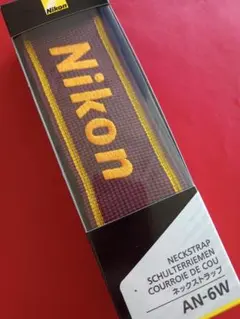 Nikon
Nikon
NECKSTRAP
SCHULTERRIEMEN
COURROIE DE COU
ネックストラップ
AN-6W